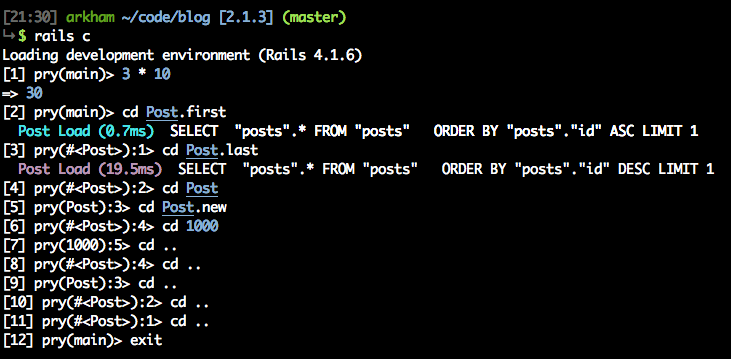 [21:30] arkham ~/code/blog [2.1.3] (master)
↪$ rails c
Loading development environment (Rails 4.1.6)
[1] pry(main)> 3 * 10
=> 30
[2] pry(main)> cd Post.first
  Post Load (0.7ms)  SELECT  "posts".* FROM "posts"   ORDER BY "posts"."id" ASC LIMIT 1
[3] pry(#<Post>):1> cd Post.last
  Post Load (19.5ms)  SELECT  "posts".* FROM "posts"   ORDER BY "posts"."id" DESC LIMIT 1
[4] pry(#<Post>):2> cd Post
[5] pry(Post):3> cd Post.new
[6] pry(#<Post>):4> cd 1000
[7] pry(1000):5> cd ..
[8] pry(#<Post>):4> cd ..
[9] pry(Post):3> cd ..
[10] pry(#<Post>):2> cd ..
[11] pry(#<Post>):1> cd ..
[12] pry(main)> exit